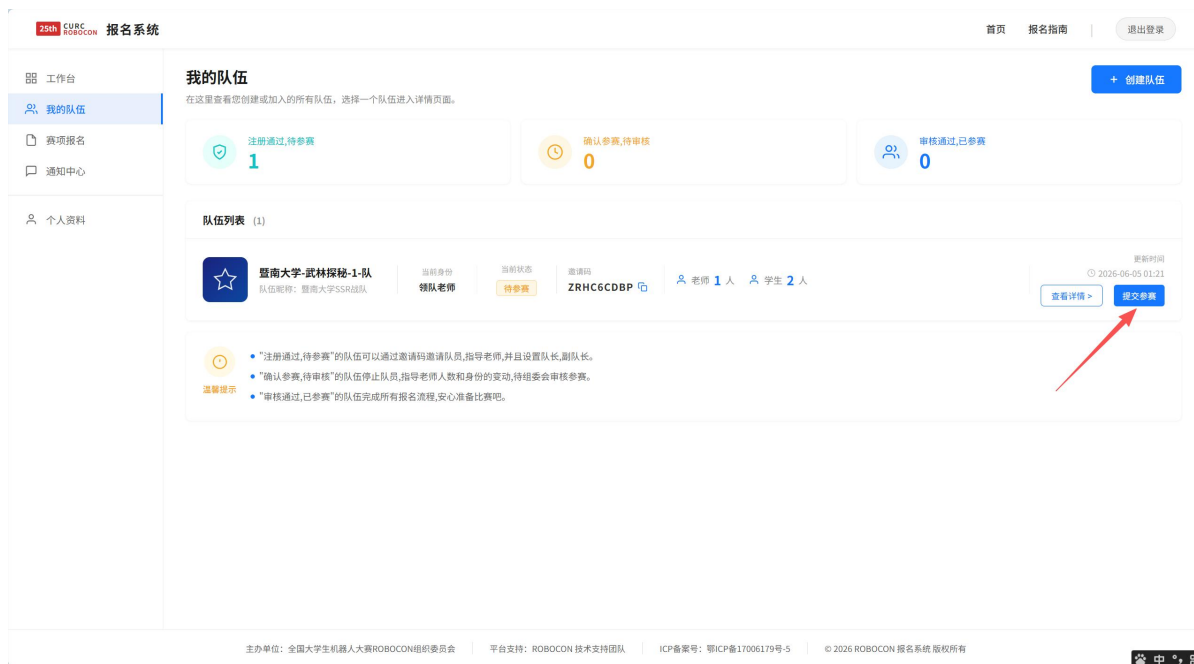 25th CURC ROBOCON 报名系统
首页 报名指南 退出登录
工作台
我的队伍
赛项报名
通知中心
个人资料
我的队伍
+ 创建队伍
在这里查看您创建或加入的所有队伍，选择一个队伍进入详情页面。
注册通过,待参赛
1
确认参赛,待审核
0
审核通过,已参赛
0
队伍列表 (1)
暨南大学-武林探秘-1-队
队伍昵称：暨南大学SSR战队
当前身份
领队老师
当前状态
待参赛
邀请码
ZRHC6CDBP
老师 1 人 学生 2 人
更新时间
2026-06-05 01:21
查看详情 > 提交参赛
温馨提示
• "注册通过,待参赛"的队伍可以通过邀请码邀请队员,指导老师,并且设置队长,副队长。
• "确认参赛,待审核"的队伍停止队员,指导老师人数和身份的变动,待组委会审核参赛。
• "审核通过,已参赛"的队伍完成所有报名流程,安心准备比赛吧。
主办单位：全国大学生机器人大赛ROBOCON组织委员会 平台支持：ROBOCON 技术支持团队 ICP备案号：鄂ICP备17006179号-5 © 2026 ROBOCON 报名系统 版权所有
中